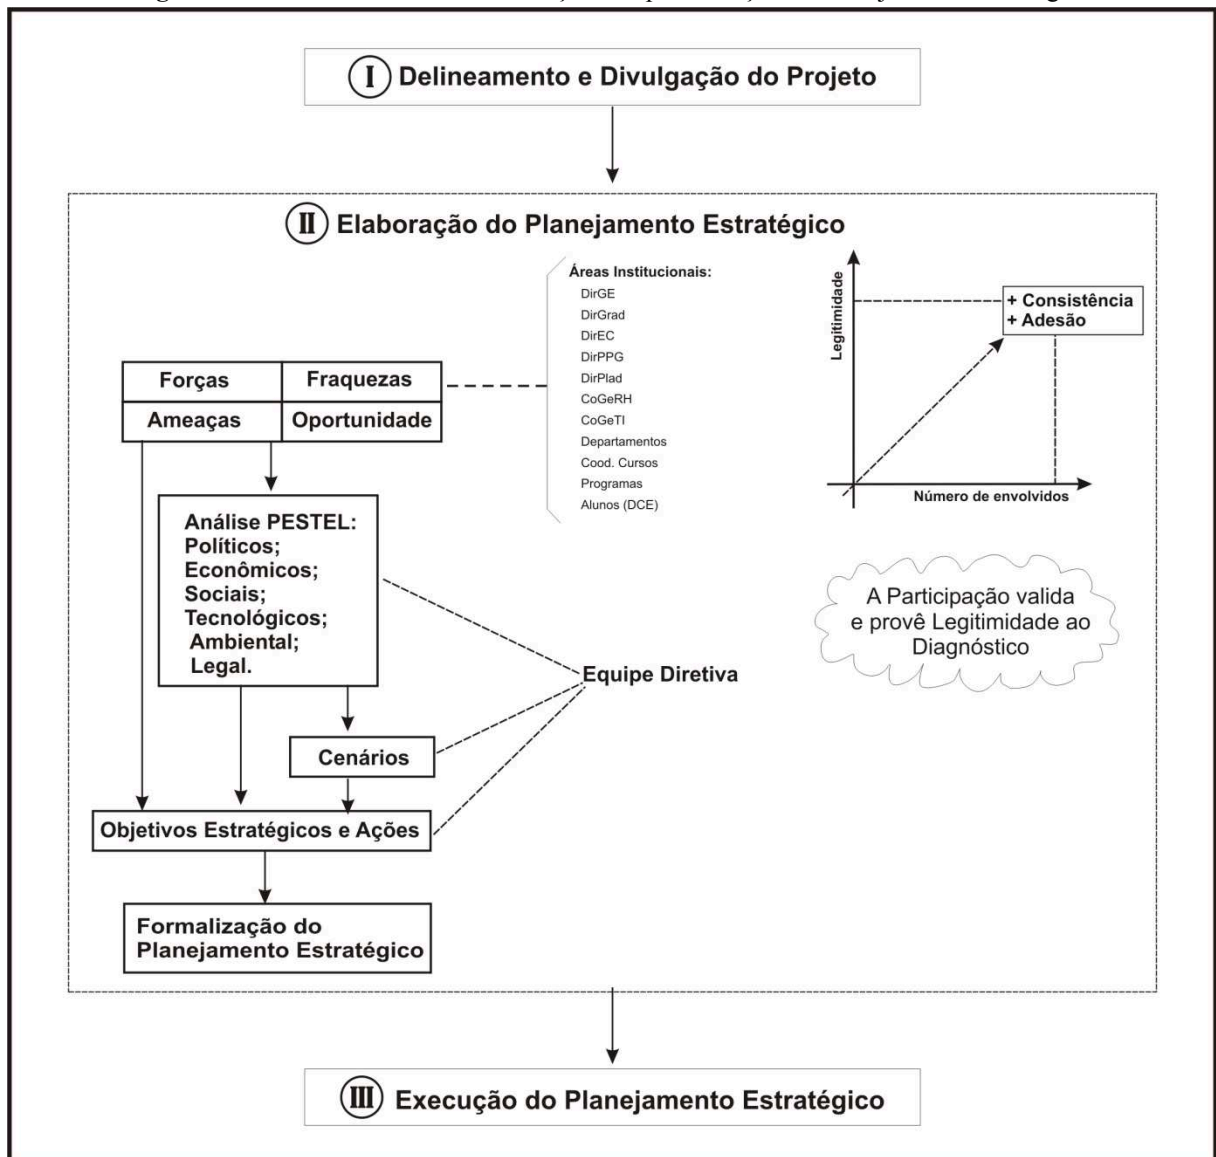 I Delineamento e Divulgação do Projeto
II Elaboração do Planejamento Estratégico
Áreas Institucionais:
DirGE
DirGrad
DirEC
DirPPG
DirPlad
CoGeRH
CoGeTI
Departamentos
Cood. Cursos
Programas
Alunos (DCE)
Legitimidade
+ Consistência
+ Adesão
Número de envolvidos
Forças
Fraquezas
Ameaças
Oportunidade
Análise PESTEL:
Políticos;
Econômicos;
Sociais;
Tecnológicos;
Ambiental;
Legal.
A Participação valida
e provê Legitimidade ao
Diagnóstico
Equipe Diretiva
Cenários
Objetivos Estratégicos e Ações
Formalização do
Planejamento Estratégico
III Execução do Planejamento Estratégico